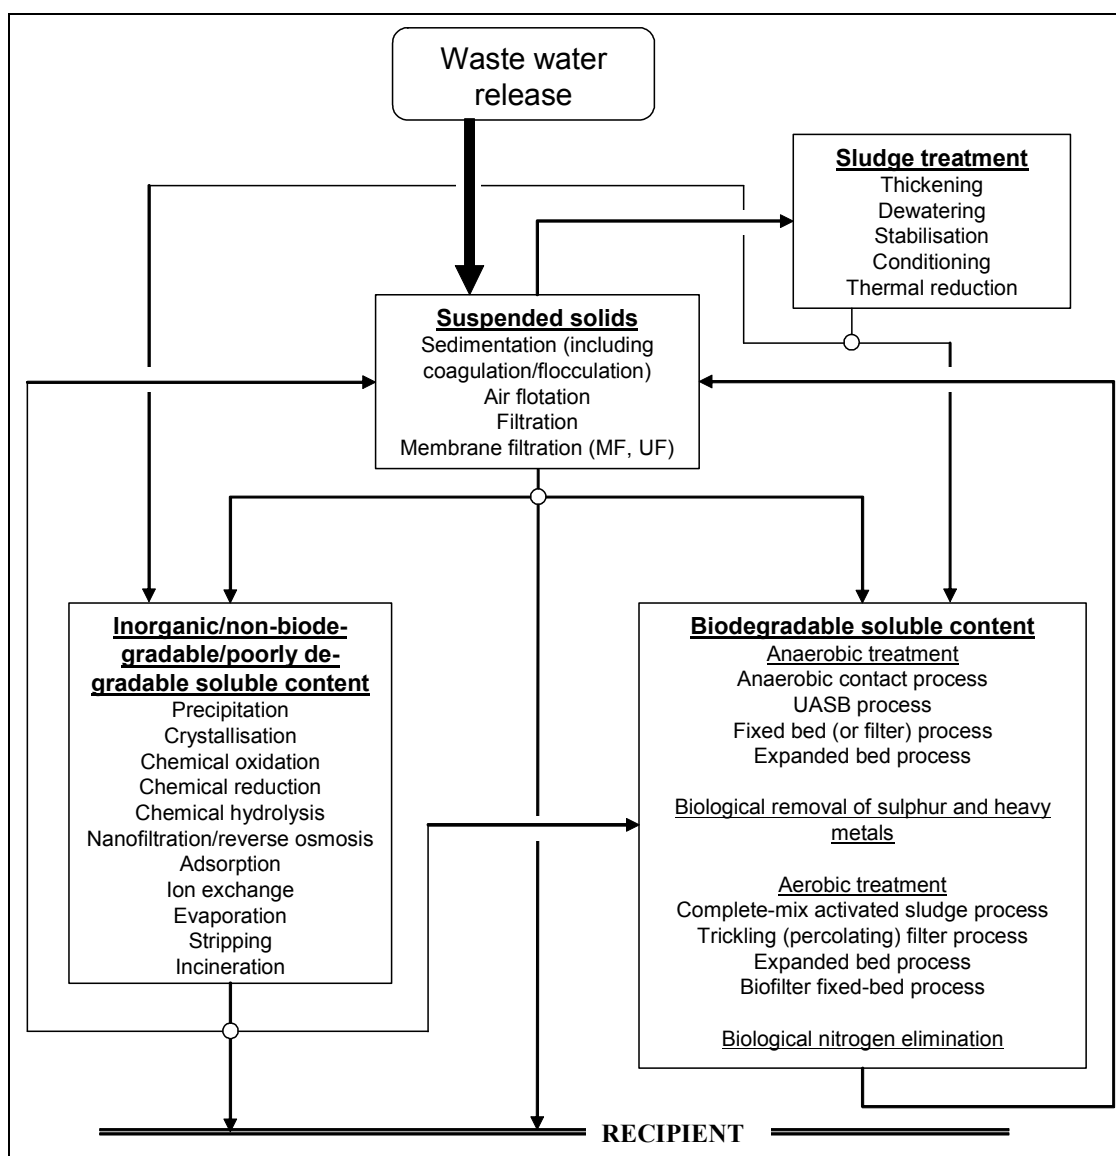 Waste water
release
Sludge treatment
Thickening
Dewatering
Stabilisation
Conditioning
Thermal reduction
Suspended solids
Sedimentation (including
coagulation/flocculation)
Air flotation
Filtration
Membrane filtration (MF, UF)
Inorganic/non-biode-
gradable/poorly de-
gradable soluble content
Precipitation
Crystallisation
Chemical oxidation
Chemical reduction
Chemical hydrolysis
Nanofiltration/reverse osmosis
Adsorption
Ion exchange
Evaporation
Stripping
Incineration
Biodegradable soluble content
Anaerobic treatment
Anaerobic contact process
UASB process
Fixed bed (or filter) process
Expanded bed process
Biological removal of sulphur and heavy
metals
Aerobic treatment
Complete-mix activated sludge process
Trickling (percolating) filter process
Expanded bed process
Biofilter fixed-bed process
Biological nitrogen elimination
RECIPIENT